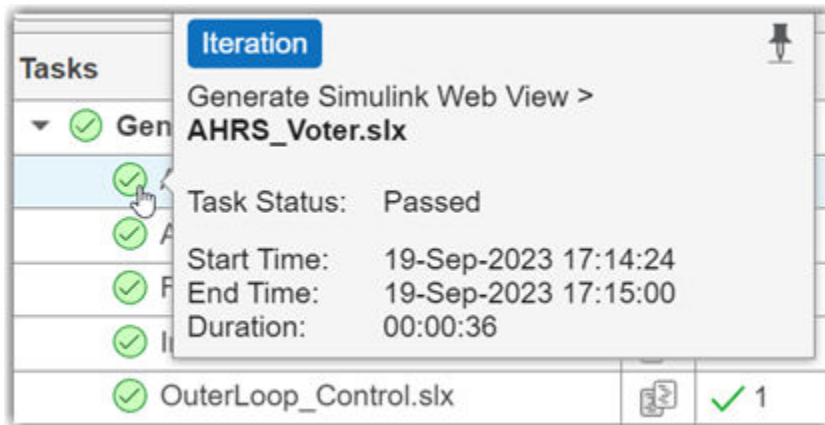 Iteration
Tasks
Generate Simulink Web View >
Gen
AHRS_Voter.slx
Task Status: Passed
Start Time: 19-Sep-2023 17:14:24
End Time: 19-Sep-2023 17:15:00
Duration: 00:00:36
OuterLoop_Control.slx 1